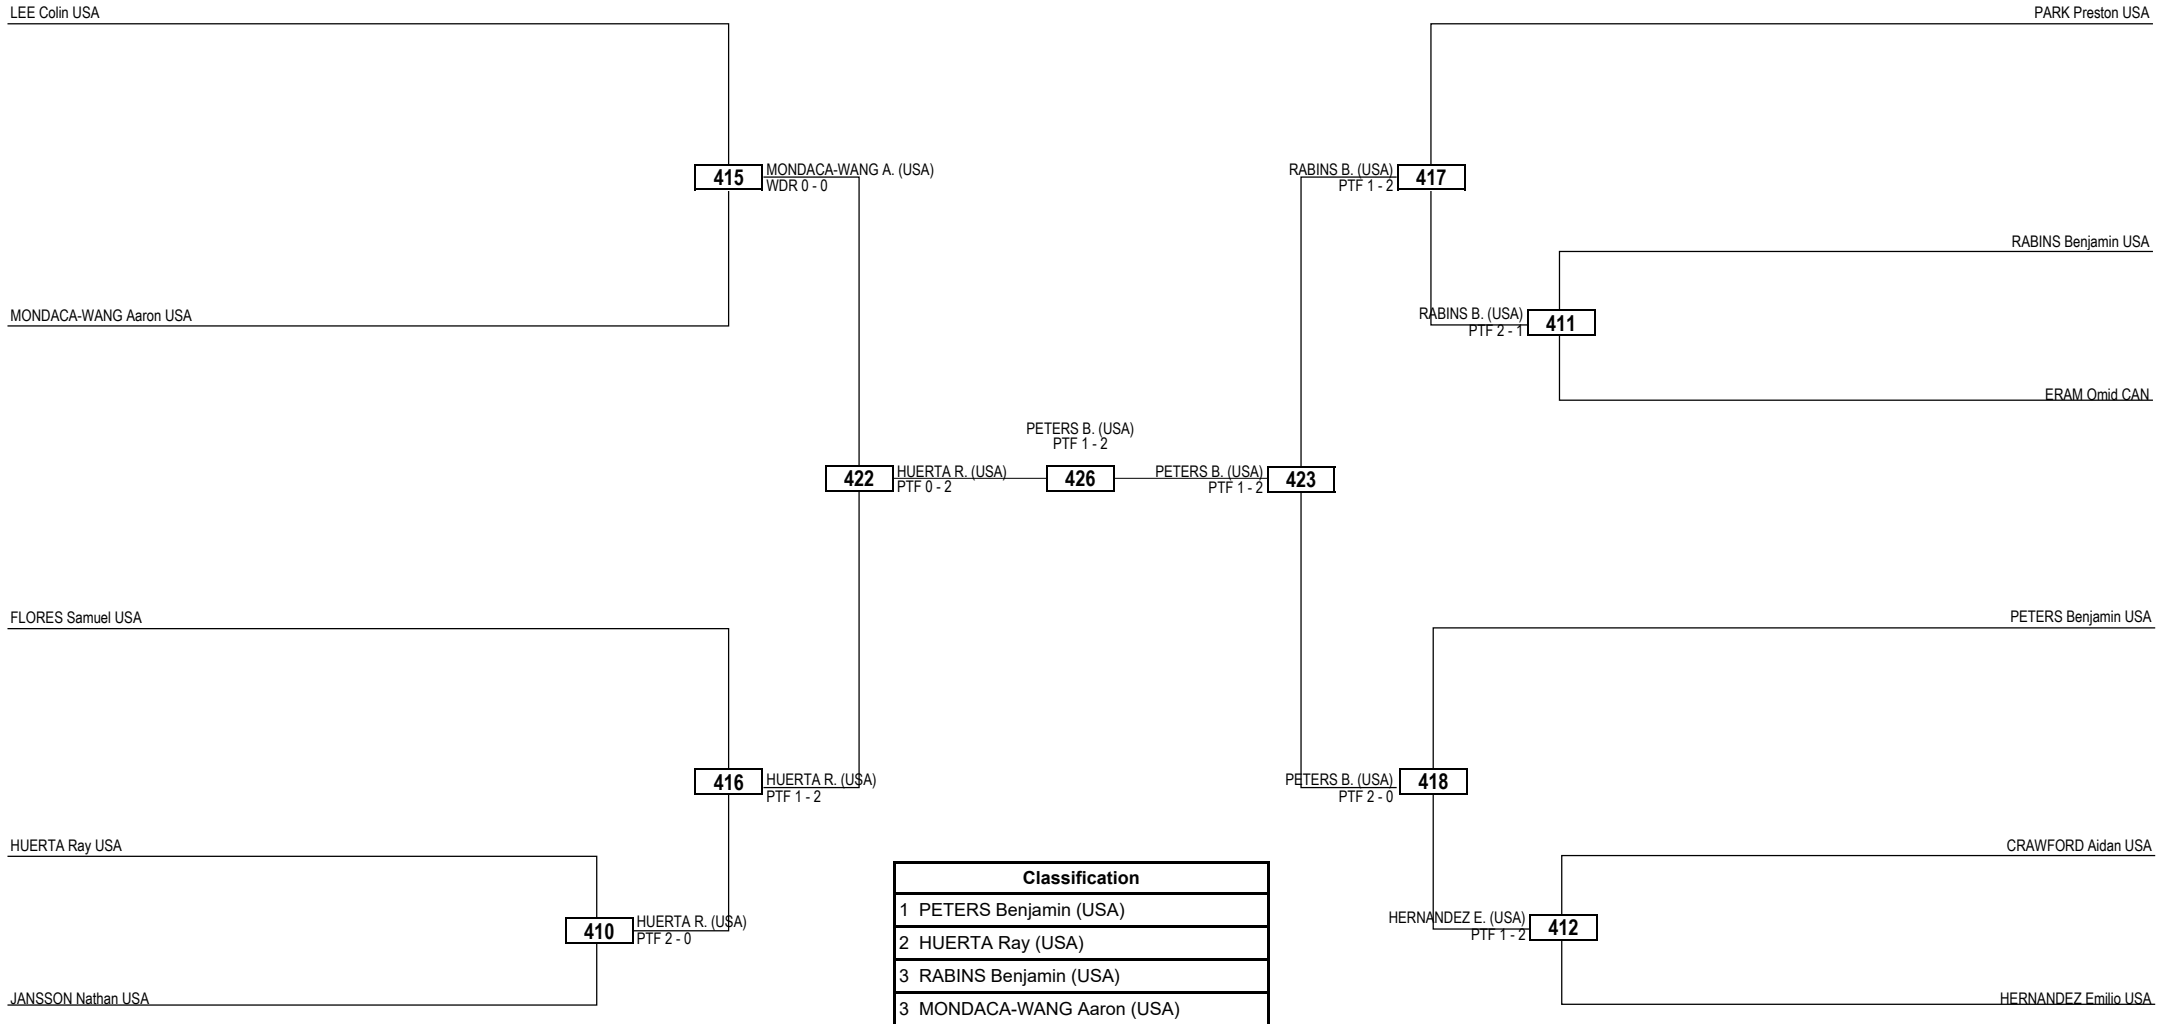 LEE Colin USA
PARK Preston USA
415
MONDACA-WANG A. (USA)
WDR 0 - 0
RABINS B. (USA)
PTF 1 - 2
417
RABINS Benjamin USA
MONDACA-WANG Aaron USA
RABINS B. (USA)
PTF 2 - 1
411
ERAM Omid CAN
PETERS B. (USA)
PTF 1 - 2
422
HUERTA R. (USA)
PTF 0 - 2
426
PETERS B. (USA)
PTF 1 - 2
423
FLORES Samuel USA
PETERS Benjamin USA
416
HUERTA R. (USA)
PTF 1 - 2
PETERS B. (USA)
PTF 2 - 0
418
HUERTA Ray USA
CRAWFORD Aidan USA
410
HUERTA R. (USA)
PTF 2 - 0
HERNANDEZ E. (USA)
PTF 1 - 2
412
JANSSON Nathan USA
HERNANDEZ Emilio USA
Classification
1 PETERS Benjamin (USA)
2 HUERTA Ray (USA)
3 RABINS Benjamin (USA)
3 MONDACA-WANG Aaron (USA)